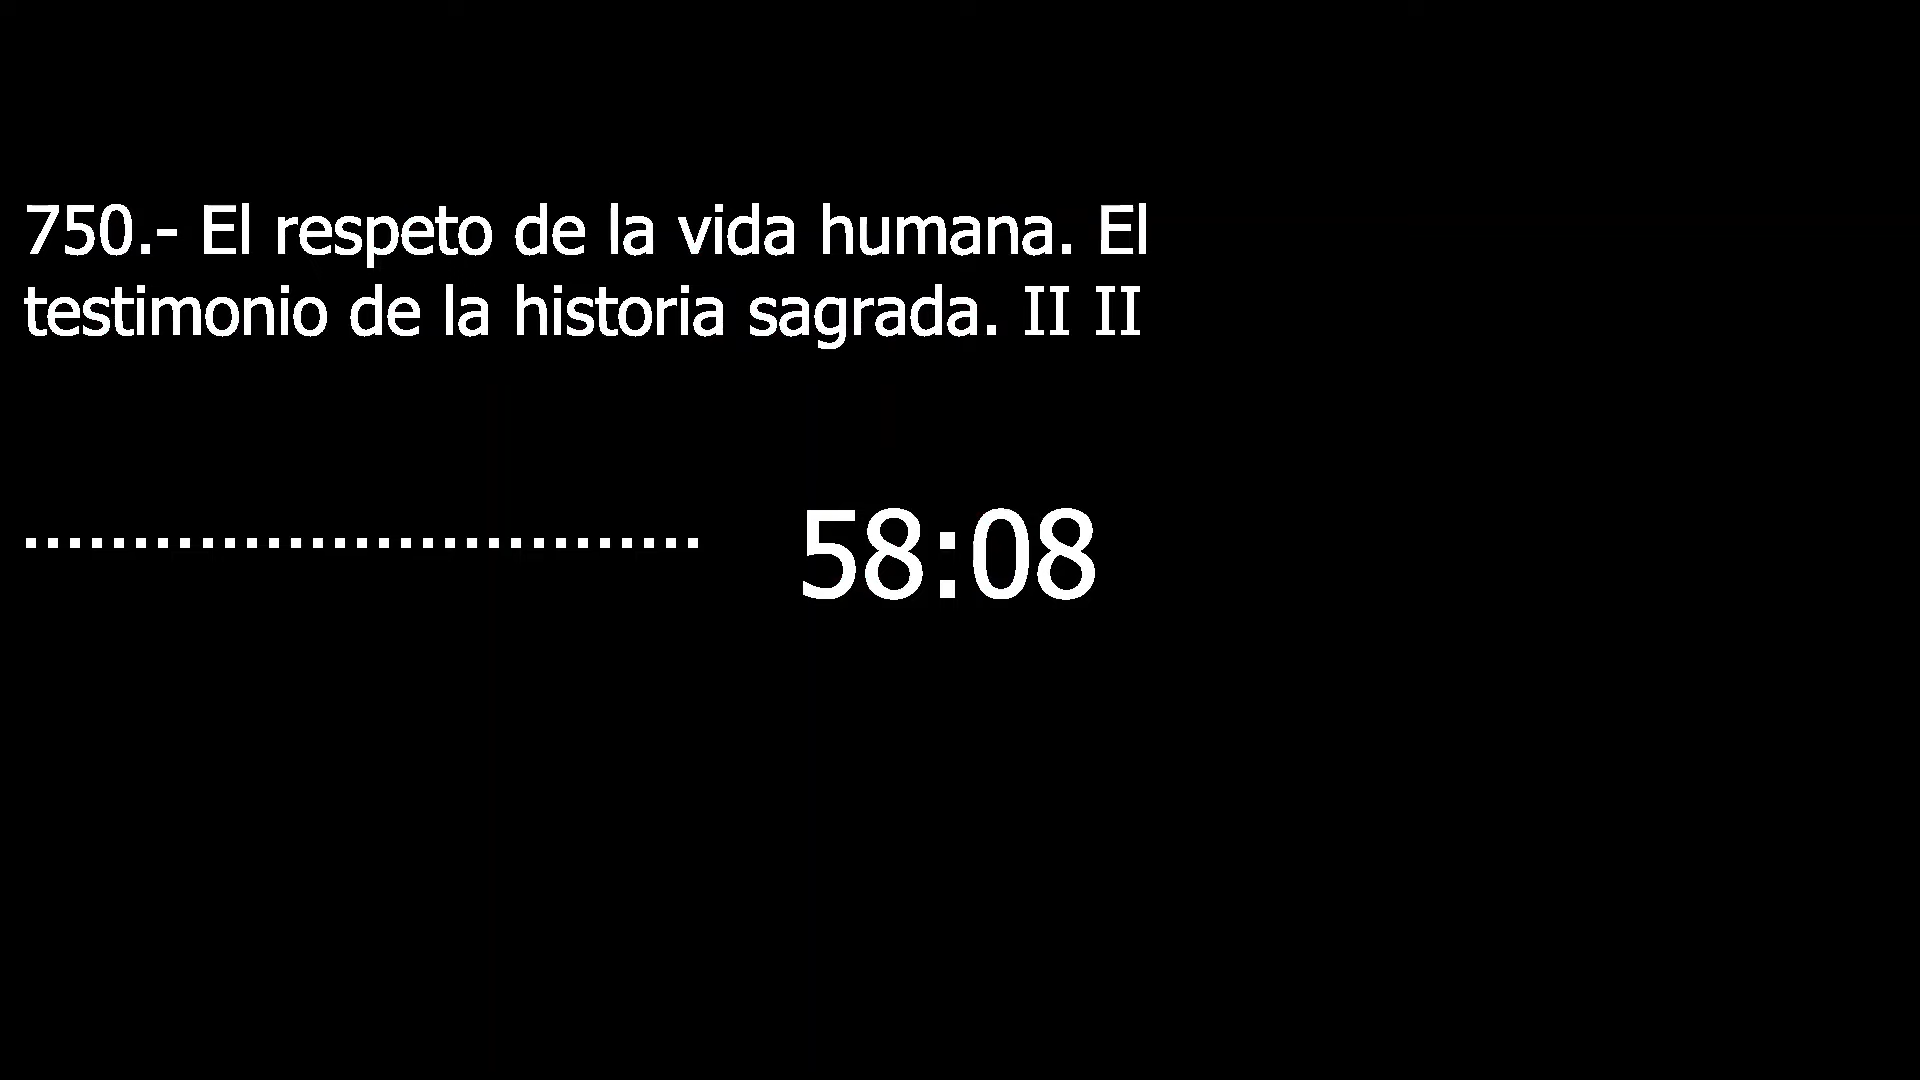 750.- El respeto de la vida humana. El
testimonio de la historia sagrada. II II
............................... 58:08